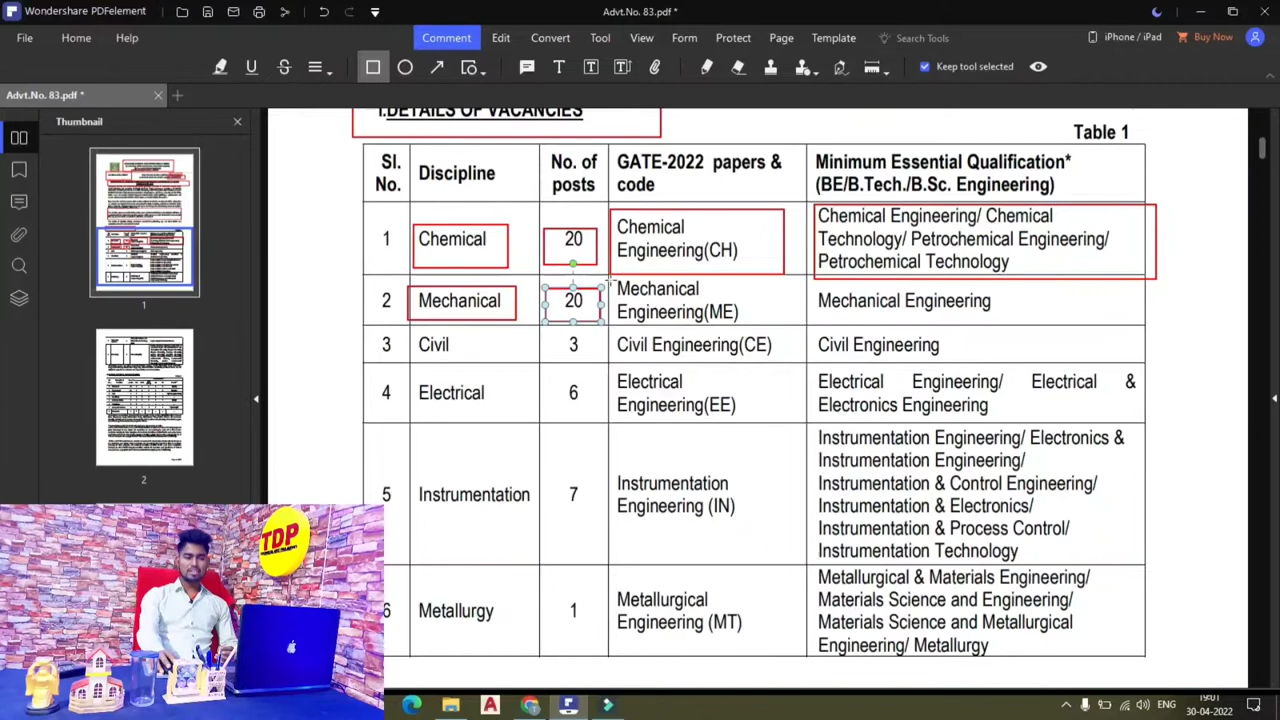 Wondershare PDFelement
Advt.No. 83.pdf *
File Home Help
Comment Edit Convert Tool View Form Protect Page Template Search Tools
iPhone / iPad Buy Now
Keep tool selected
Advt.No. 83.pdf *
Thumbnail
1
2
I.DETAILS OF VACANCIES
Table 1
Sl. No.
Discipline
No. of posts
GATE-2022 papers & code
Minimum Essential Qualification*
(BE/B.Tech./B.Sc. Engineering)
1
Chemical
20
Chemical
Engineering(CH)
Chemical Engineering/ Chemical
Technology/ Petrochemical Engineering/
Petrochemical Technology
2
Mechanical
20
Mechanical
Engineering(ME)
Mechanical Engineering
3
Civil
3
Civil Engineering(CE)
Civil Engineering
4
Electrical
6
Electrical
Engineering(EE)
Electrical Engineering/ Electrical &
Electronics Engineering
5
Instrumentation
7
Instrumentation
Engineering (IN)
Instrumentation Engineering/ Electronics &
Instrumentation Engineering/
Instrumentation & Control Engineering/
Instrumentation & Electronics/
Instrumentation & Process Control/
Instrumentation Technology
6
Metallurgy
1
Metallurgical
Engineering (MT)
Metallurgical & Materials Engineering/
Materials Science and Engineering/
Materials Science and Metallurgical
Engineering/ Metallurgy
TDP
ENG
19:01
30-04-2022